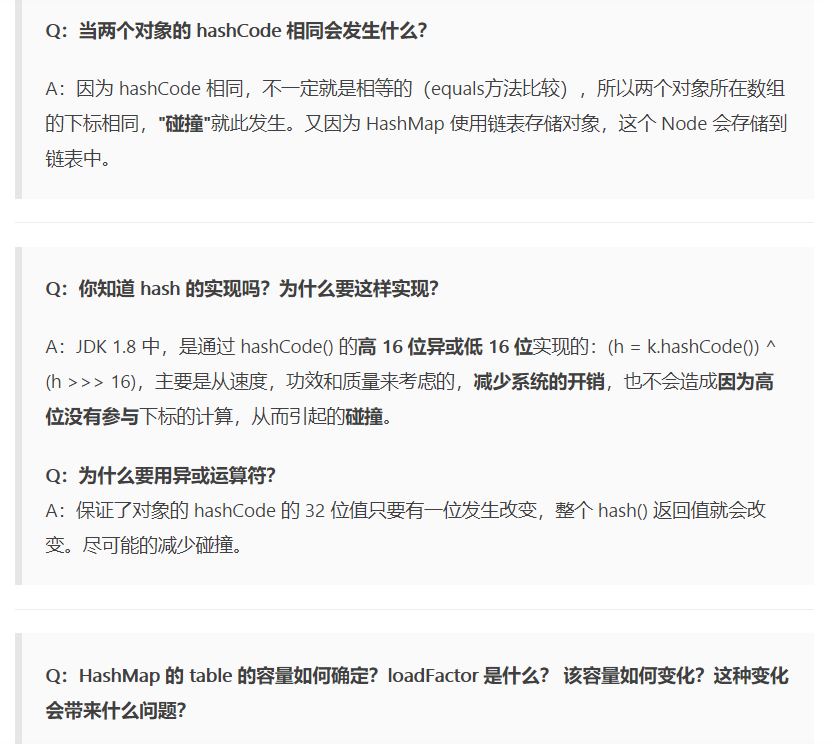 Q：当两个对象的 hashCode 相同会发生什么？
A：因为 hashCode 相同，不一定就是相等的（equals方法比较），所以两个对象所在数组
的下标相同，"碰撞"就此发生。又因为 HashMap 使用链表存储对象，这个 Node 会存储到
链表中。
Q：你知道 hash 的实现吗？为什么要这样实现？
A：JDK 1.8 中，是通过 hashCode() 的高 16 位异或低 16 位实现的：(h = k.hashCode()) ^
(h >>> 16)，主要是从速度，功效和质量来考虑的，减少系统的开销，也不会造成因为高
位没有参与下标的计算，从而引起的碰撞。
Q：为什么要用异或运算符？
A：保证了对象的 hashCode 的 32 位值只要有一位发生改变，整个 hash() 返回值就会改
变。尽可能的减少碰撞。
Q：HashMap 的 table 的容量如何确定？loadFactor 是什么？ 该容量如何变化？这种变化
会带来什么问题？